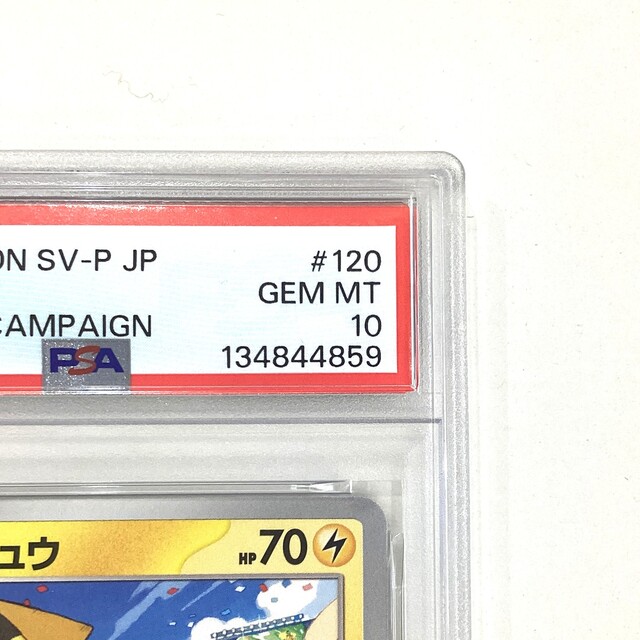 ON SV-P JP #120
GEM MT
CAMPAIGN 10
PSA 134844859
ュウ HP70